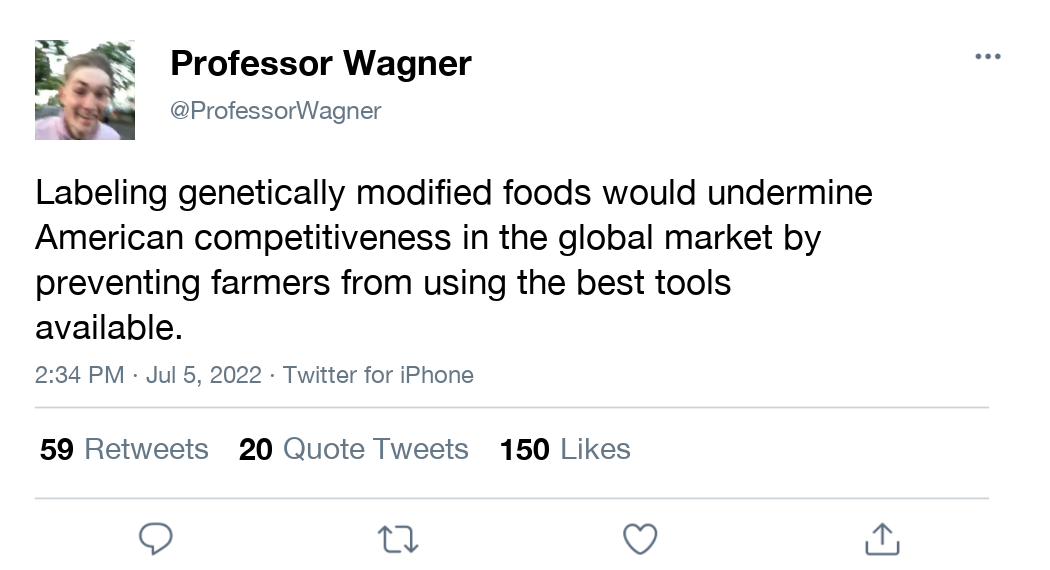 Professor Wagner
@ProfessorWagner
Labeling genetically modified foods would undermine
American competitiveness in the global market by
preventing farmers from using the best tools
available.
2:34 PM · Jul 5, 2022 · Twitter for iPhone
59 Retweets 20 Quote Tweets 150 Likes